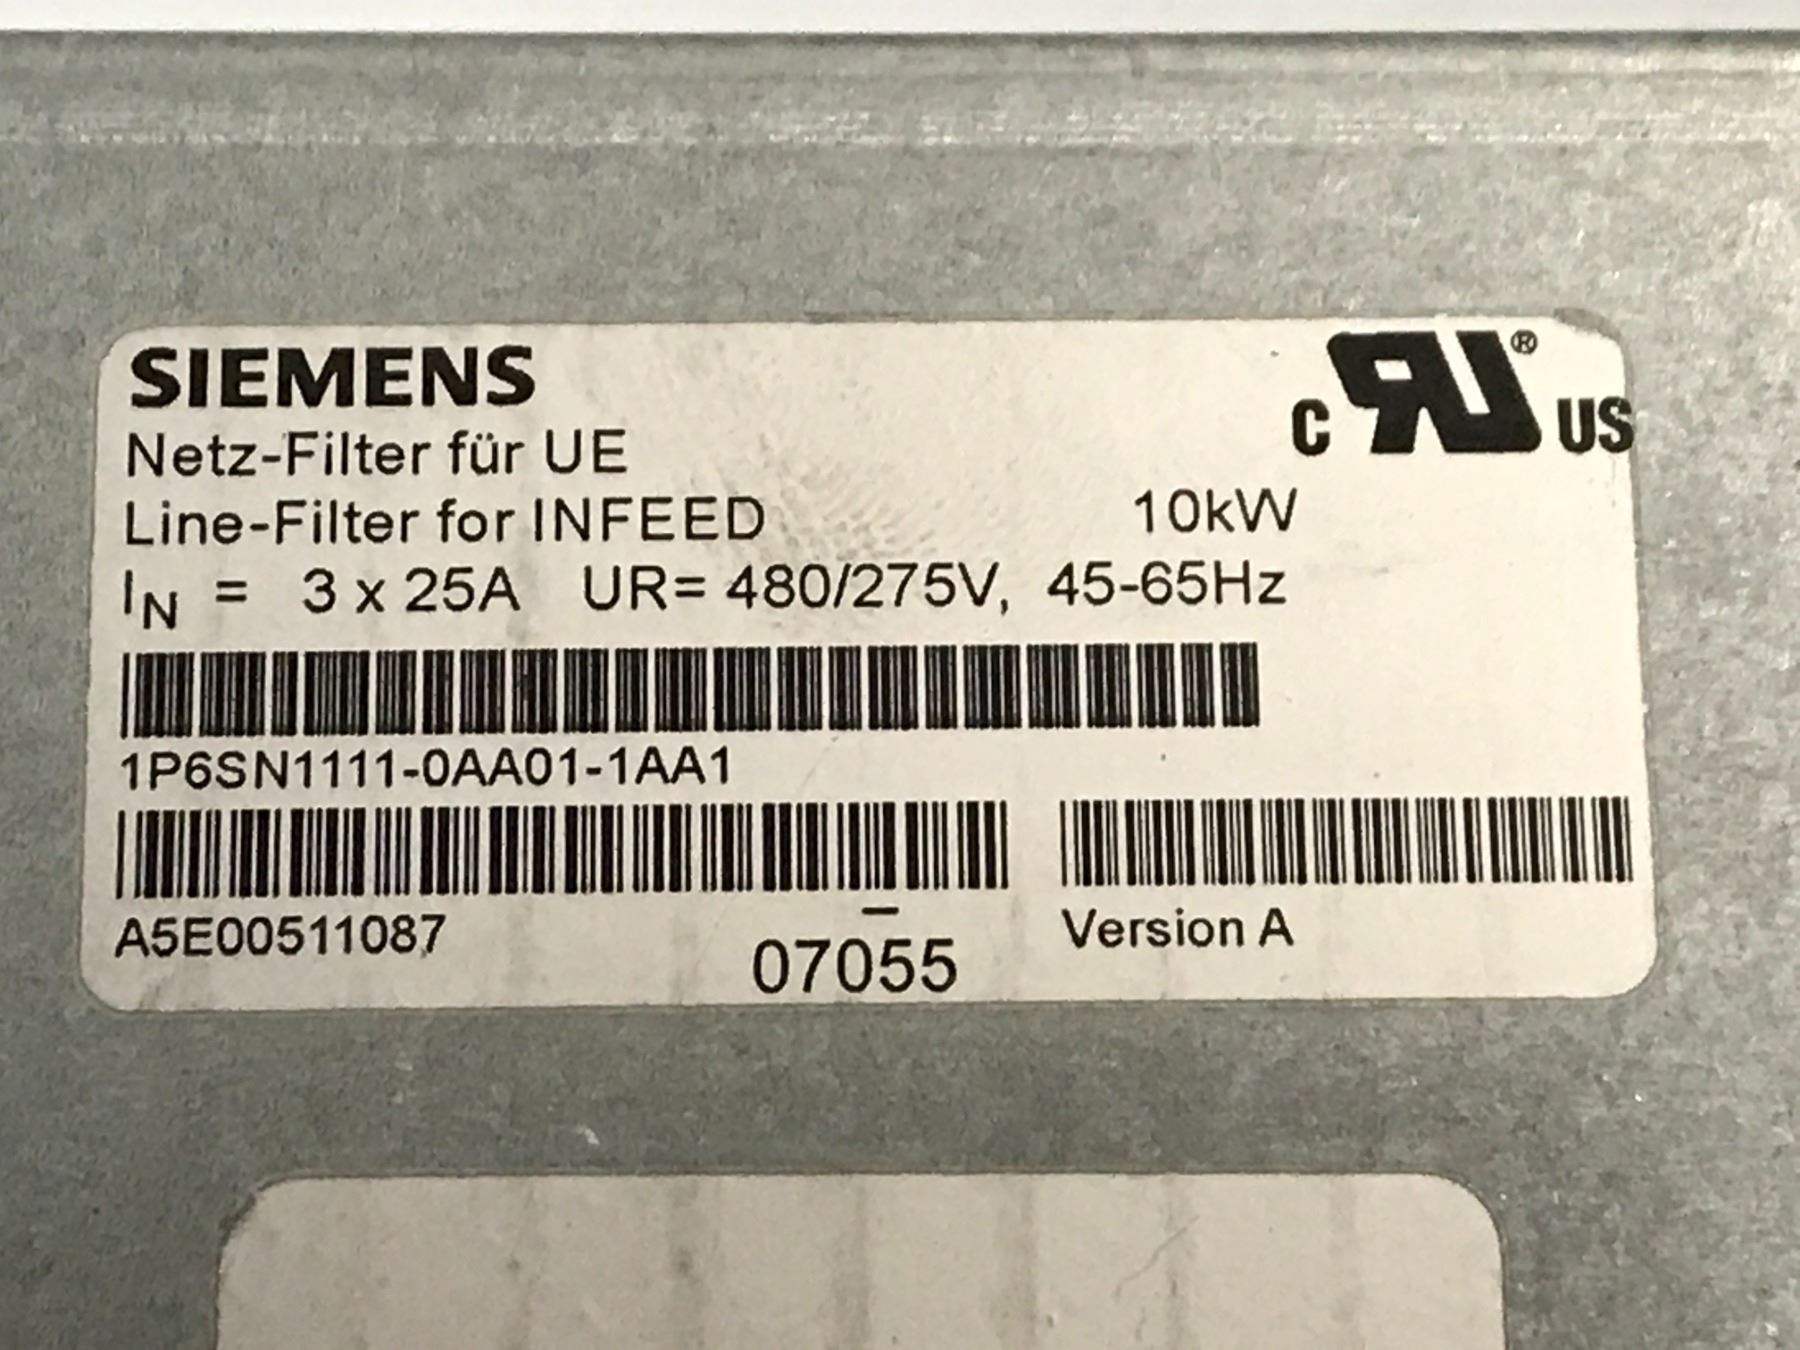 SIEMENS
Netz-Filter für UE
Line-Filter for INFEED 10kW
IN = 3 x 25A UR= 480/275V, 45-65Hz
1P6SN1111-0AA01-1AA1
A5E00511087 07055 Version A
c RU ® US